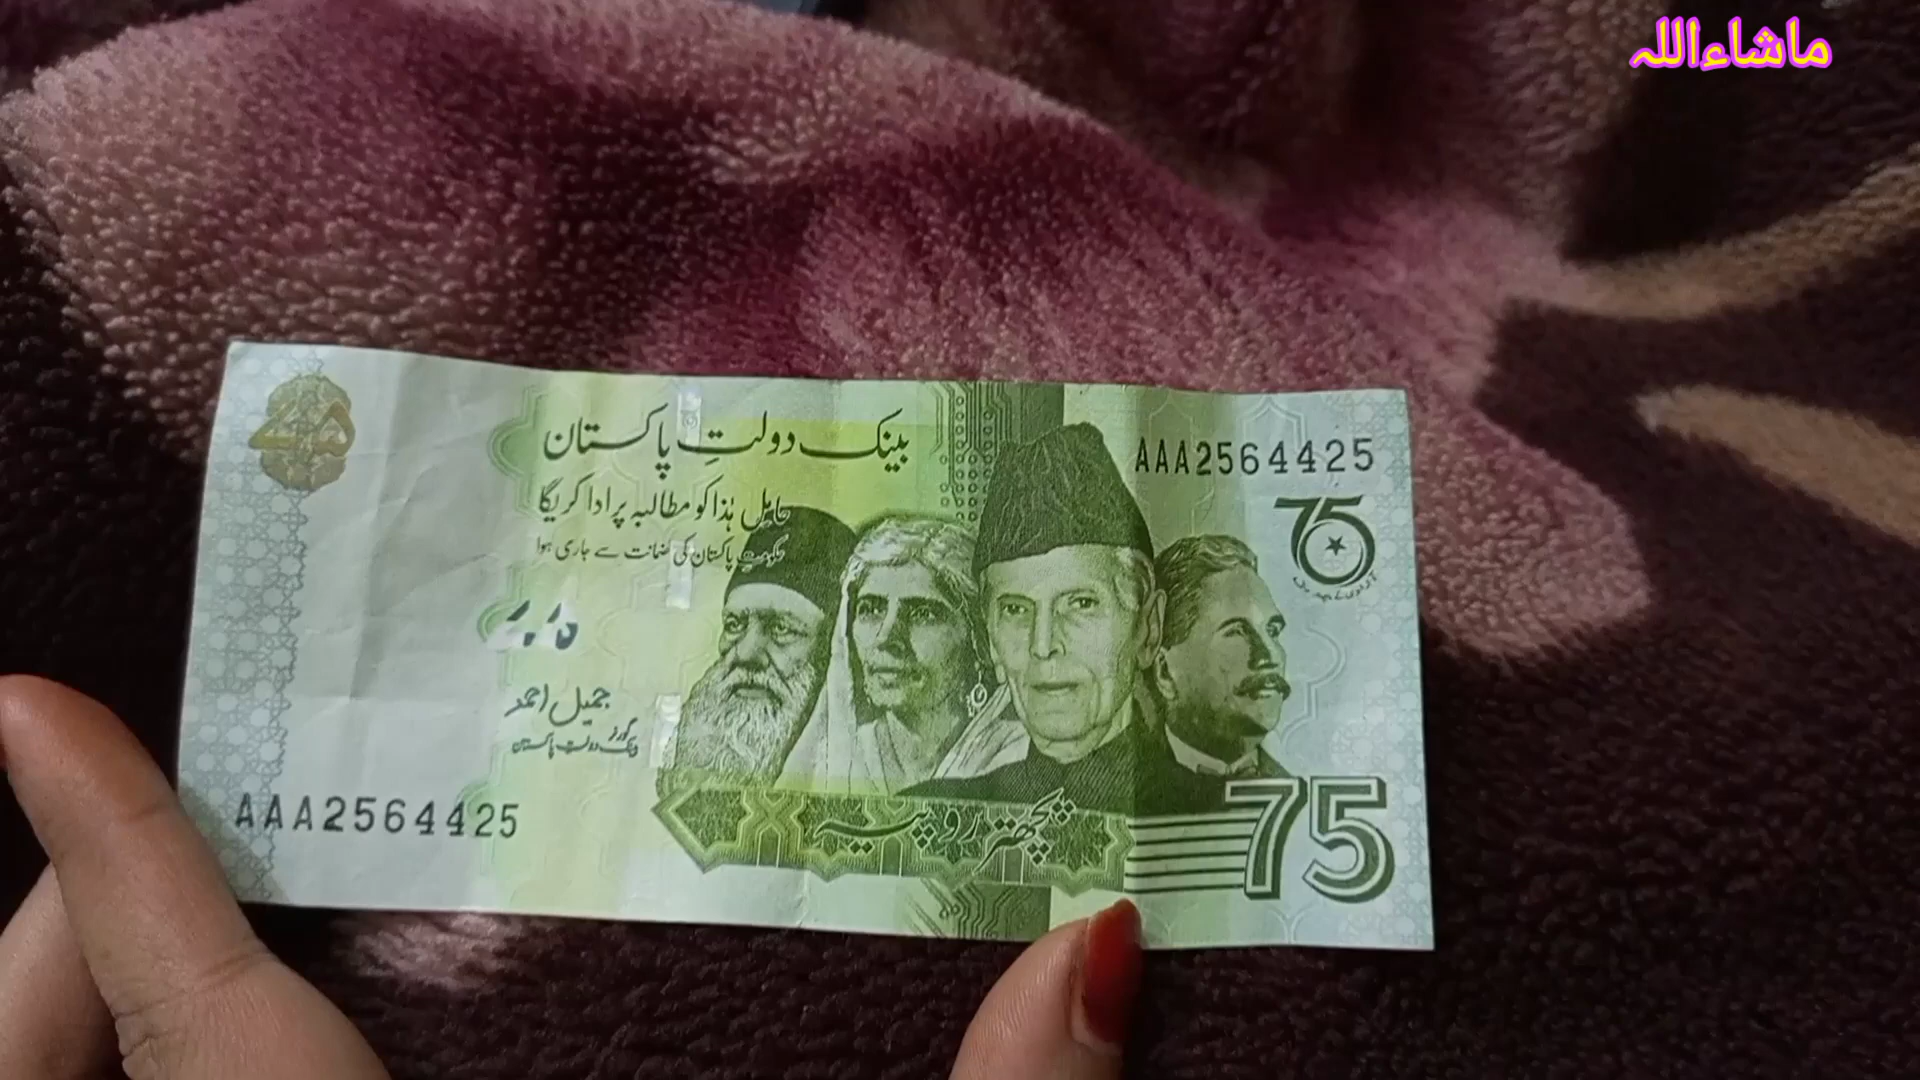 ماشاءاللہ
بینک دولتِ پاکستان
AAA2564425
حاملِ ہٰذا کو مطالبہ پر ادا کریگا
75
حکومتِ پاکستان کی ضمانت سے جاری ہوا
جمیل احمد
گورنر
بینک دولتِ پاکستان
AAA2564425
پچھتر روپیہ
75